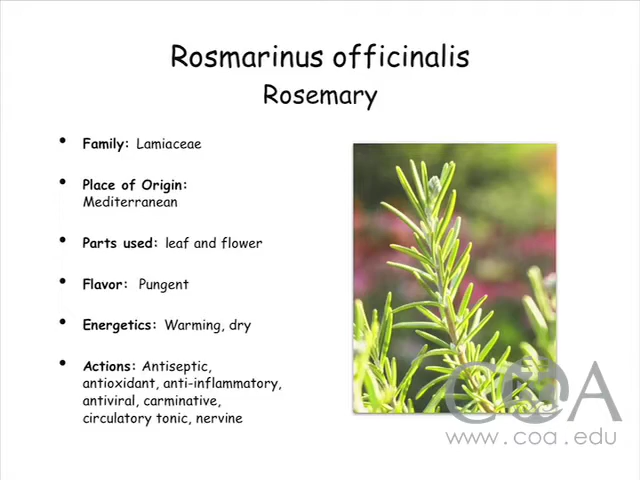 Rosmarinus officinalis
Rosemary
• Family: Lamiaceae
• Place of Origin:
Mediterranean
• Parts used: leaf and flower
• Flavor: Pungent
• Energetics: Warming, dry
• Actions: Antiseptic,
antioxidant, anti-inflammatory,
antiviral, carminative,
circulatory tonic, nervine
COA
www.coa.edu